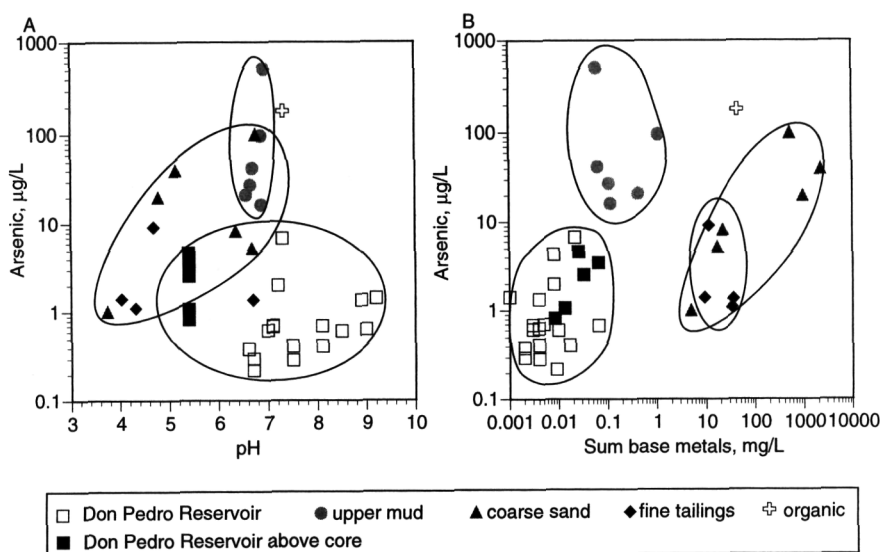 A
1000
100
10
1
0.1
Arsenic, µg/L
3 4 5 6 7 8 9 10
pH
B
1000
100
10
1
0.1
Arsenic, µg/L
0.001 0.01 0.1 1 10 100 1000 10000
Sum base metals, mg/L
Don Pedro Reservoir upper mud coarse sand fine tailings organic
Don Pedro Reservoir above core